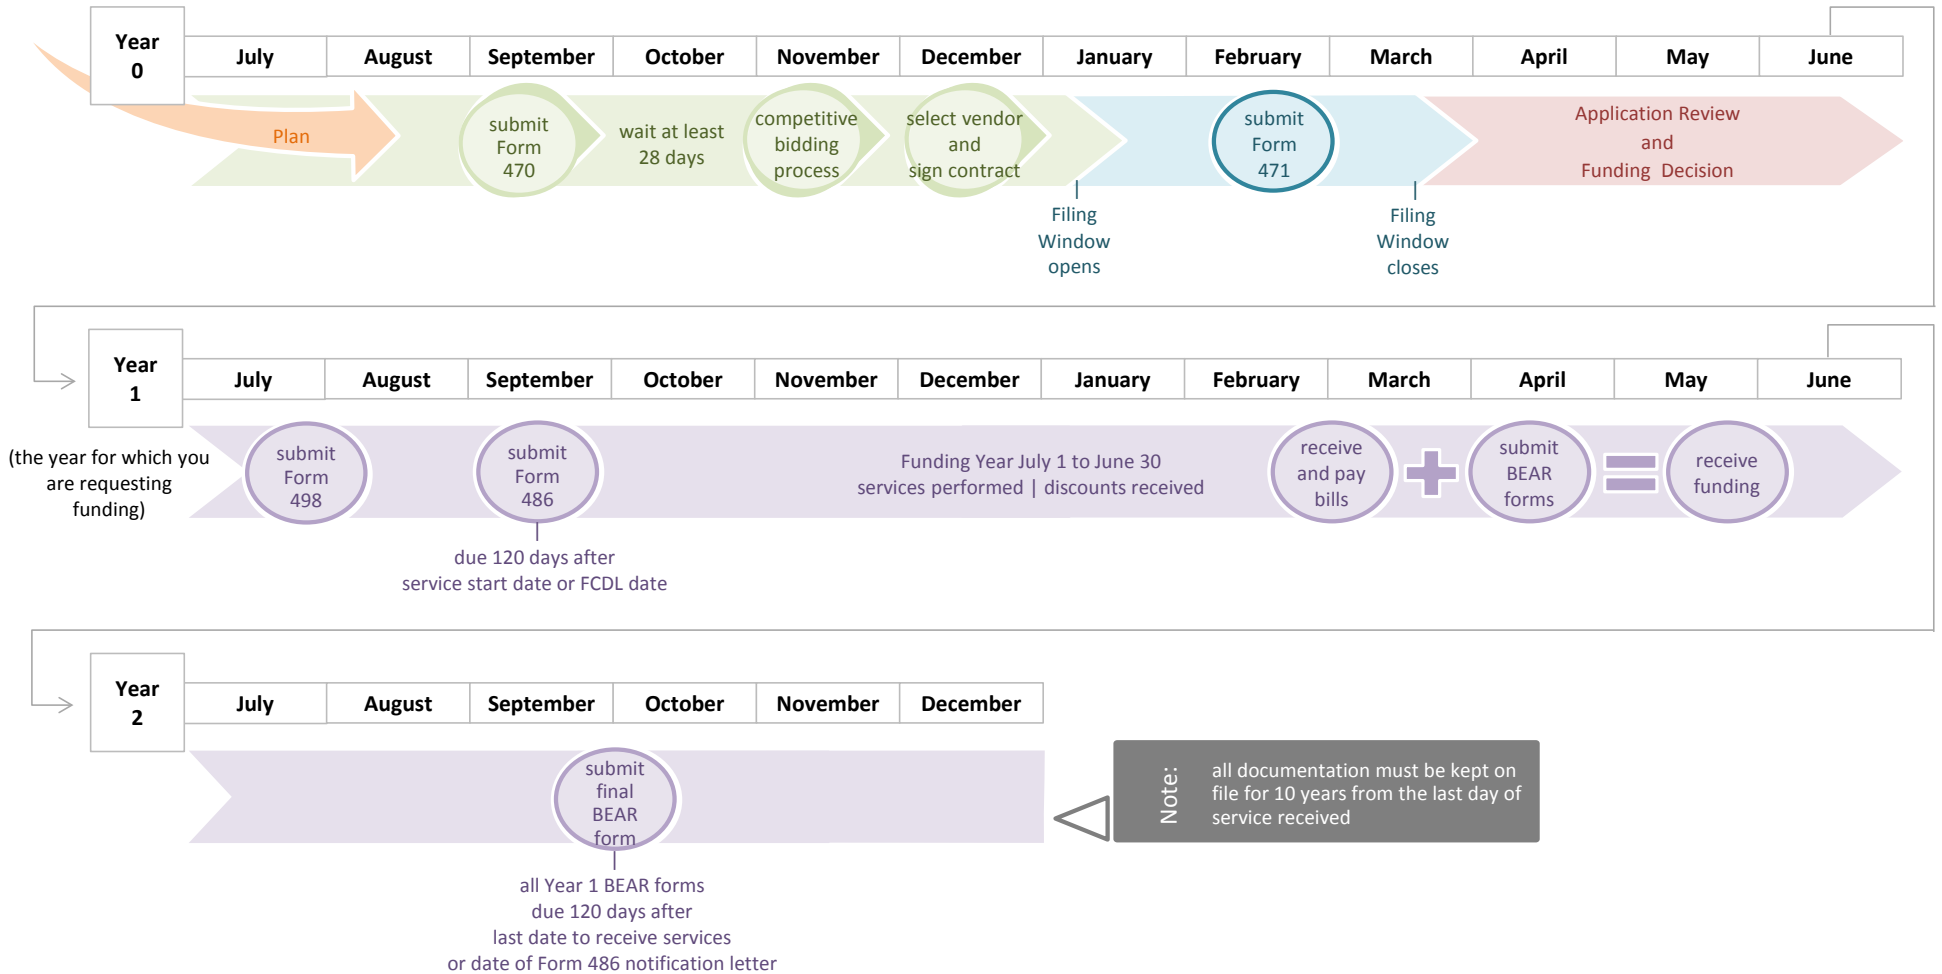 Year
0
July August September October November December January February March April May June
Plan
submit
Form
470
wait at least
28 days
competitive
bidding
process
select vendor
and
sign contract
submit
Form
471
Application Review
and
Funding Decision
Filing
Window
opens
Filing
Window
closes
Year
1
July August September October November December January February March April May June
(the year for which you
are requesting
funding)
submit
Form
498
submit
Form
486
Funding Year July 1 to June 30
services performed | discounts received
receive
and pay
bills
submit
BEAR
forms
receive
funding
due 120 days after
service start date or FCDL date
Year
2
July August September October November December
submit
final
BEAR
form
Note:
all documentation must be kept on
file for 10 years from the last day of
service received
all Year 1 BEAR forms
due 120 days after
last date to receive services
or date of Form 486 notification letter